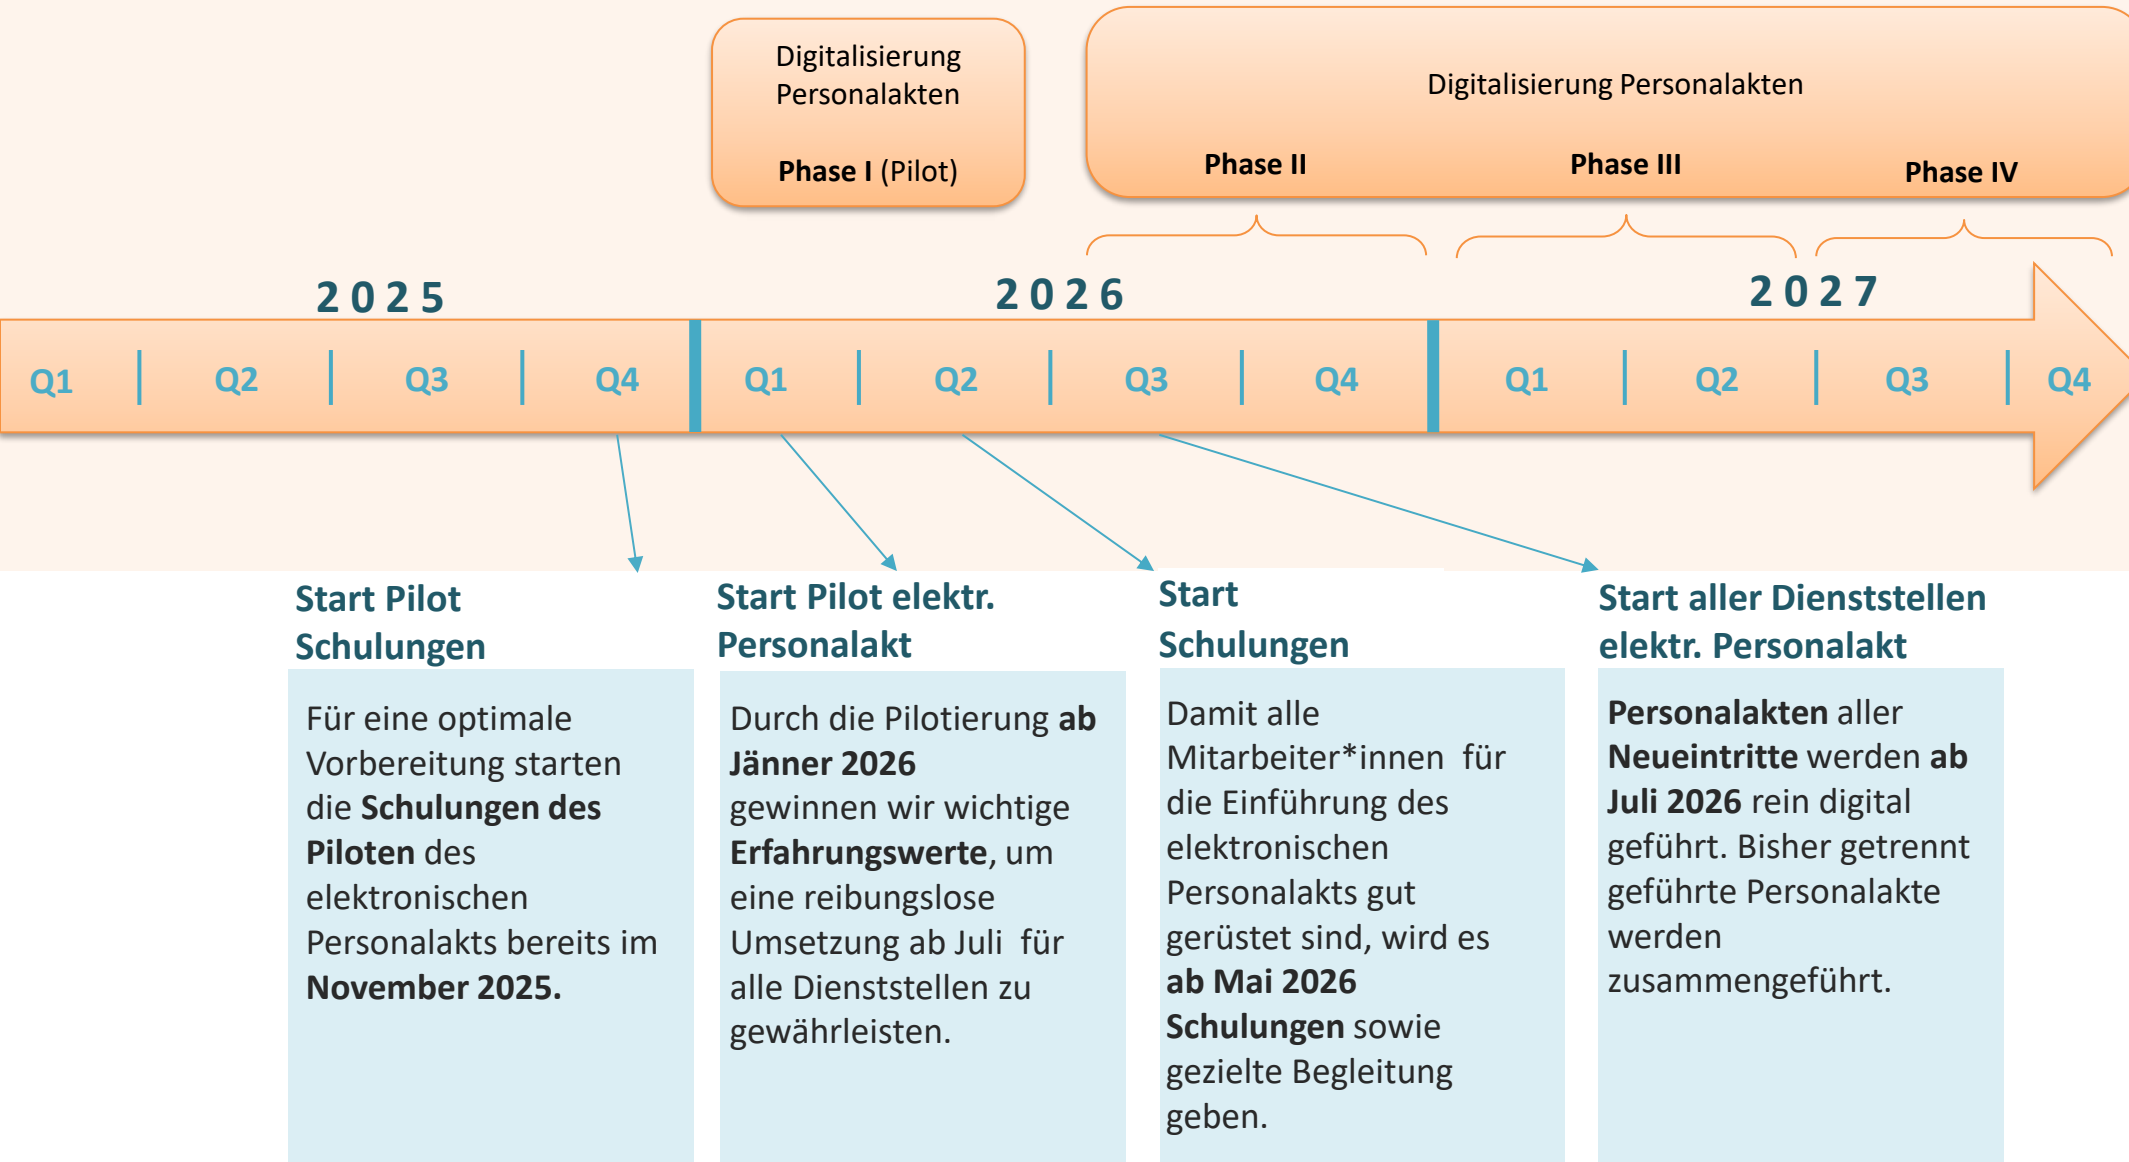 Digitalisierung
Personalakten
Phase I (Pilot)
Digitalisierung Personalakten
Phase II
Phase III
Phase IV
2025
2026
2027
Q1
Q2
Q3
Q4
Q1
Q2
Q3
Q4
Q1
Q2
Q3
Q4
Start Pilot
Schulungen
Für eine optimale
Vorbereitung starten
die Schulungen des
Piloten des
elektronischen
Personalakts bereits im
November 2025.
Start Pilot elektr.
Personalakt
Durch die Pilotierung ab
Jänner 2026
gewinnen wir wichtige
Erfahrungswerte, um
eine reibungslose
Umsetzung ab Juli für
alle Dienststellen zu
gewährleisten.
Start
Schulungen
Damit alle
Mitarbeiter*innen für
die Einführung des
elektronischen
Personalakts gut
gerüstet sind, wird es
ab Mai 2026
Schulungen sowie
gezielte Begleitung
geben.
Start aller Dienststellen
elektr. Personalakt
Personalakten aller
Neueintritte werden ab
Juli 2026 rein digital
geführt. Bisher getrennt
geführte Personalakte
werden
zusammengeführt.